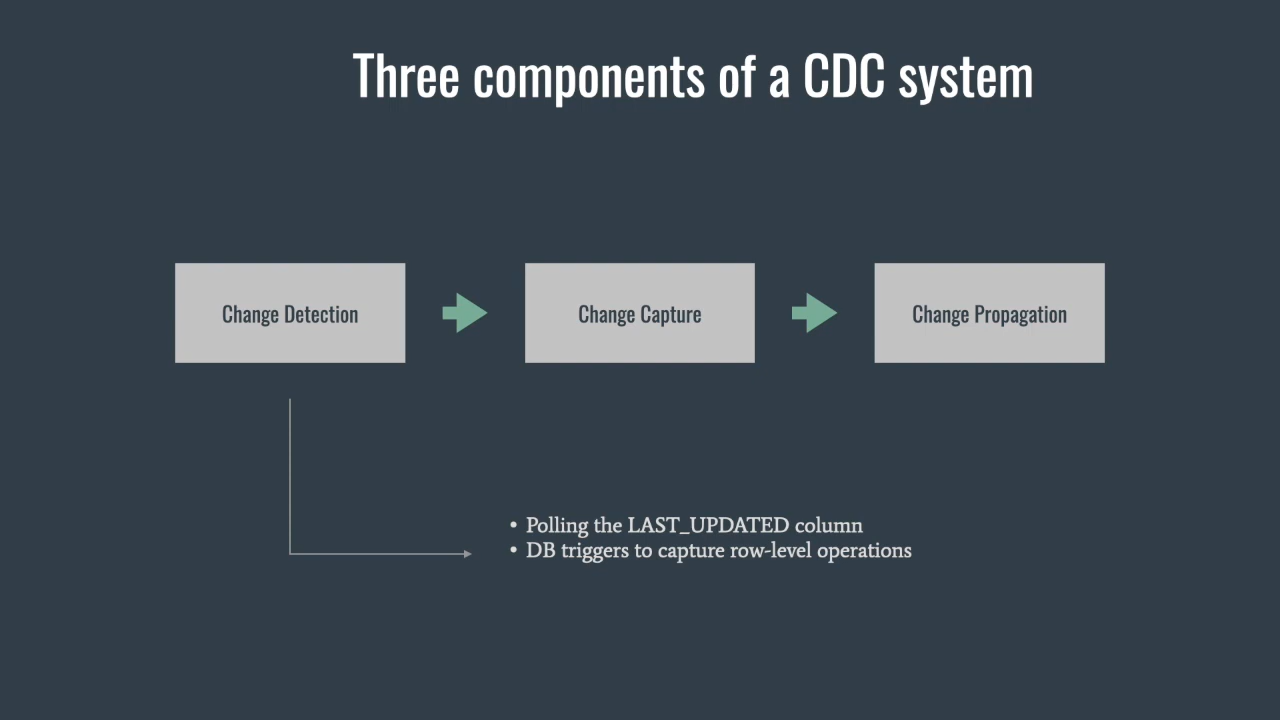 Three components of a CDC system
Change Detection
Change Capture
Change Propagation
• Polling the LAST_UPDATED column
• DB triggers to capture row-level operations